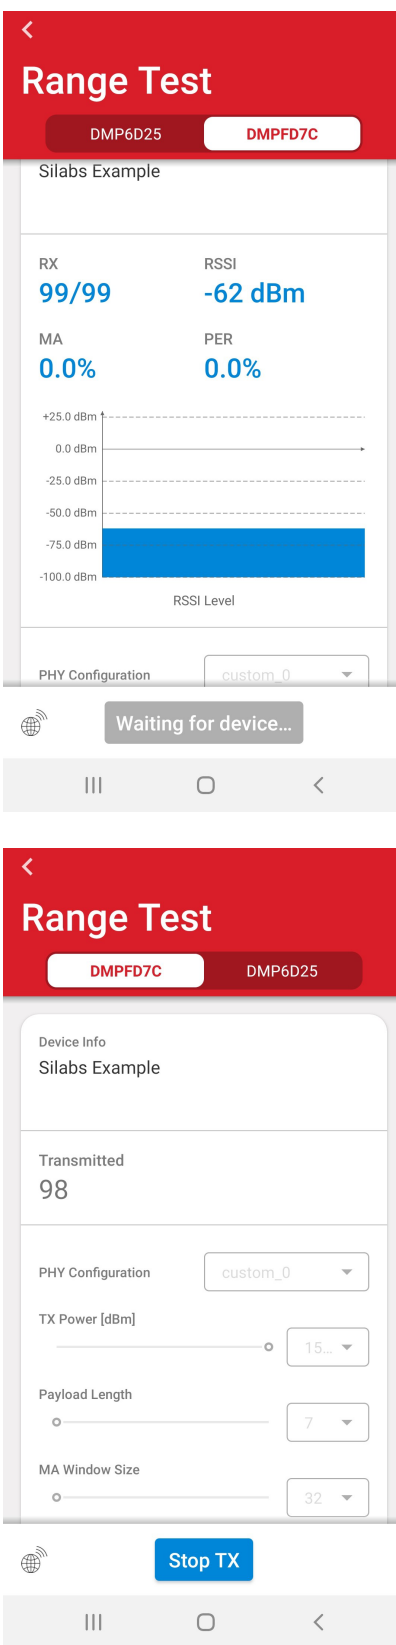 Range Test
DMP6D25 DMPFD7C
Silabs Example
RX RSSI
99/99 -62 dBm
MA PER
0.0% 0.0%
+25.0 dBm
0.0 dBm
-25.0 dBm
-50.0 dBm
-75.0 dBm
-100.0 dBm
RSSI Level
PHY Configuration custom_0
Waiting for device...
Range Test
DMPFD7C DMP6D25
Device Info
Silabs Example
Transmitted
98
PHY Configuration custom_0
TX Power [dBm]
15...
Payload Length
7
MA Window Size
32
Stop TX